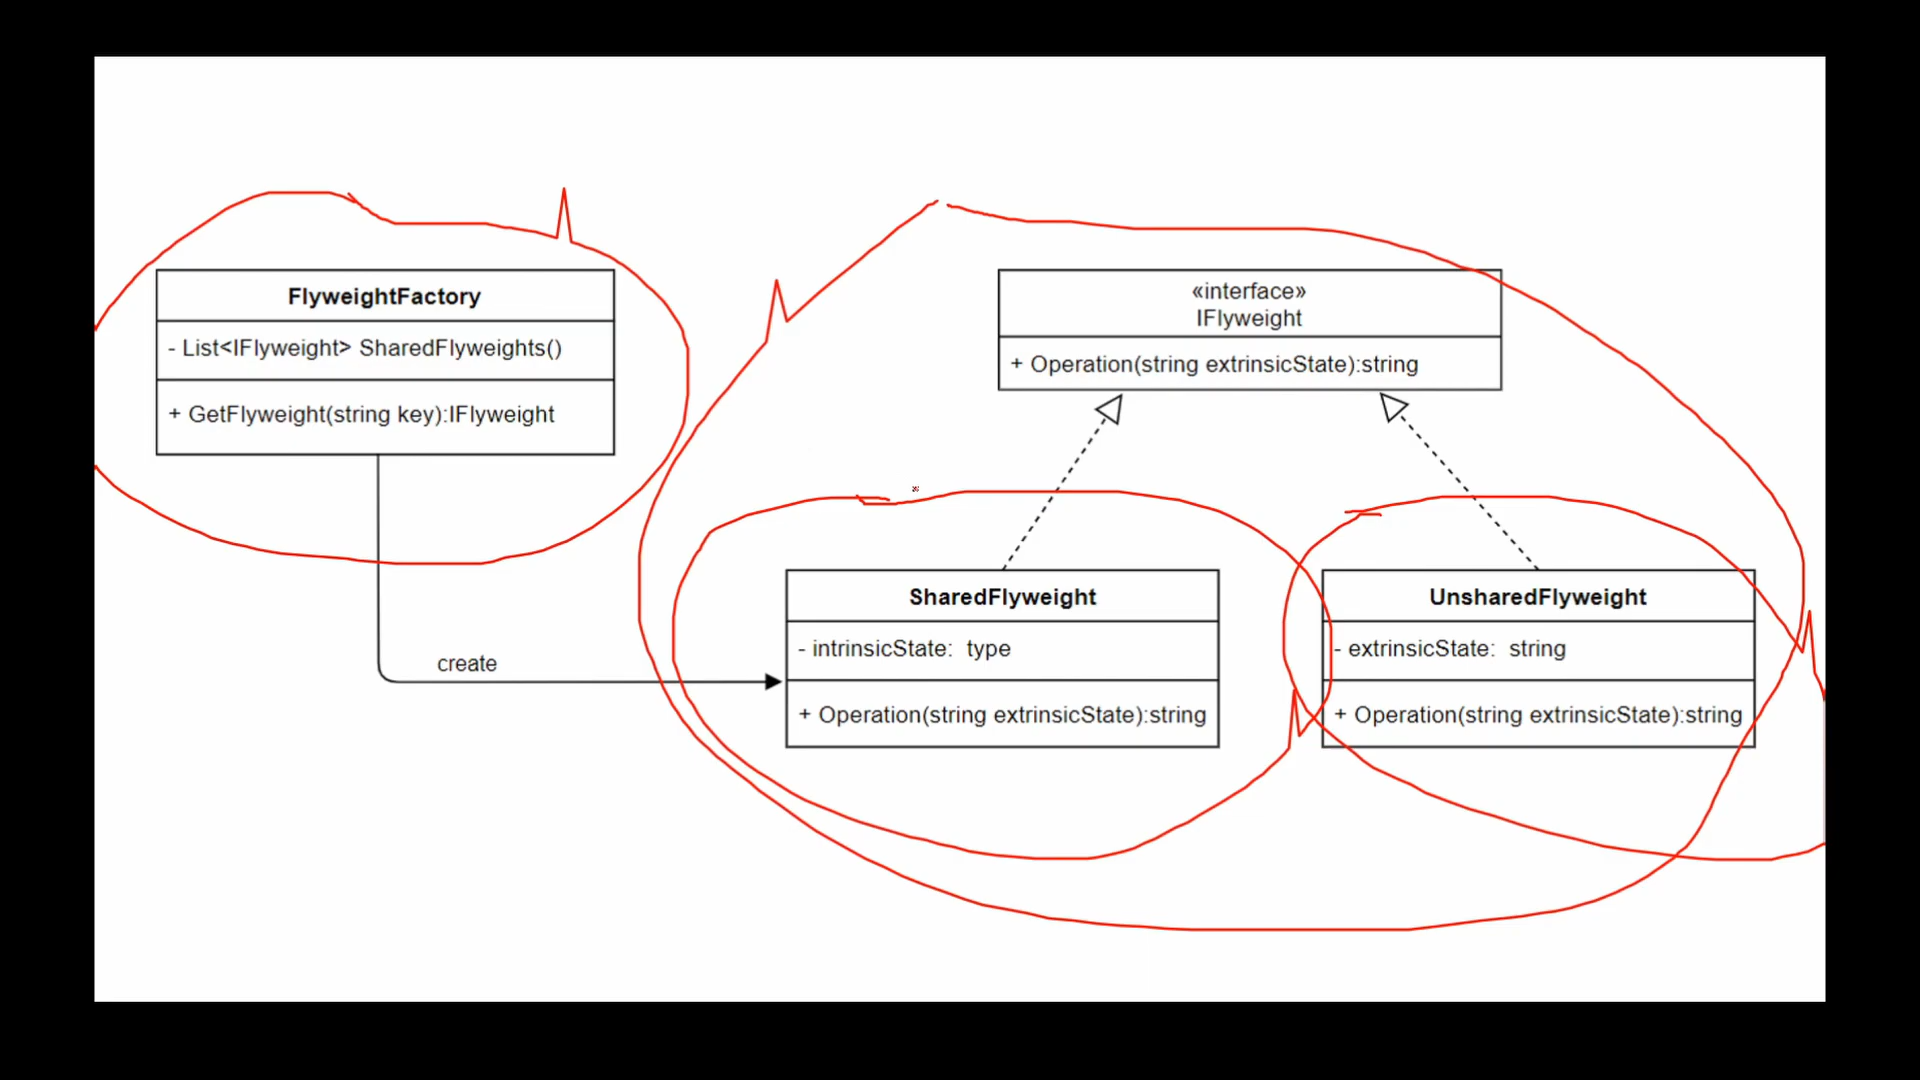 FlyweightFactory
- List<IFlyweight> SharedFlyweights()
+ GetFlyweight(string key):IFlyweight
«interface»
IFlyweight
+ Operation(string extrinsicState):string
create
SharedFlyweight
- intrinsicState:  type
+ Operation(string extrinsicState):string
UnsharedFlyweight
- extrinsicState:  string
+ Operation(string extrinsicState):string